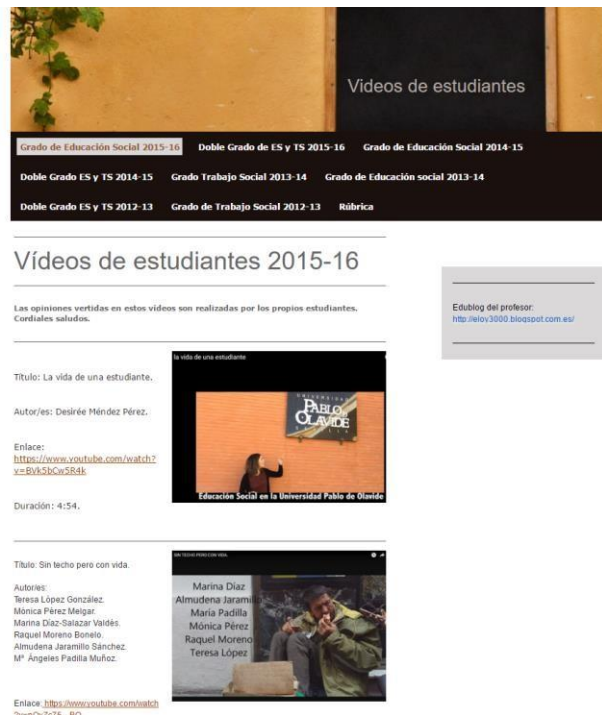 Videos de estudiantes
Grado de Educación Social 2015-16
Doble Grado de ES y TS 2015-16
Grado de Educación Social 2014-15
Doble Grado ES y TS 2014-15
Grado Trabajo Social 2013-14
Grado de Educación social 2013-14
Doble Grado ES y TS 2012-13
Grado de Trabajo Social 2012-13
Rúbrica
Vídeos de estudiantes 2015-16
Las opiniones vertidas en estos videos son realizadas por los propios estudiantes.
Cordiales saludos.
Edublog del profesor:
http://eloy3000.blogspot.com.es/
Título: La vida de una estudiante.
Autor/es: Desirée Méndez Pérez.
Enlace:
https://www.youtube.com/watch?
v=BVk5bCw5R4k
Duración: 4:54.
la vida de una estudiante
UNIVERSIDAD
PABLO DE
OLAVIDE
SEVILLA
Educación Social en la Universidad Pablo de Olavide
Título: Sin techo pero con vida.
Autor/es:
Teresa López González.
Mónica Pérez Melgar.
Marina Díaz-Salazar Valdés.
Raquel Moreno Bonelo.
Almudena Jaramillo Sánchez.
Mª Ángeles Padilla Muñoz.
Enlace: https://www.youtube.com/watch
SIN TECHO PERO CON VIDA.
Marina Díaz
Almudena Jaramillo
María Padilla
Mónica Pérez
Raquel Moreno
Teresa López